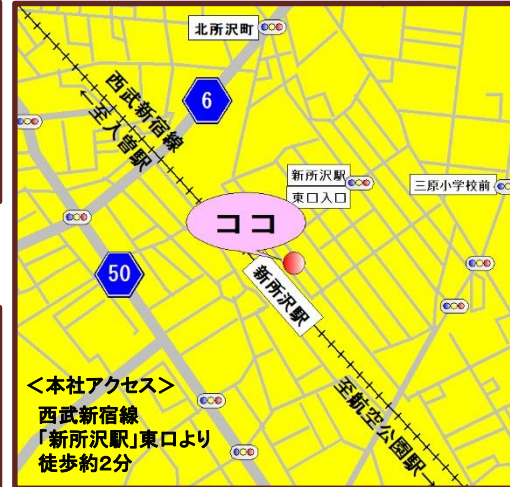 北所沢町
6
西武新宿線
←至入曽駅
新所沢駅
東口入口
三原小学校前
ココ
50
新所沢駅
至航空公園駅→
＜本社アクセス＞
西武新宿線
「新所沢駅」東口より
徒歩約2分